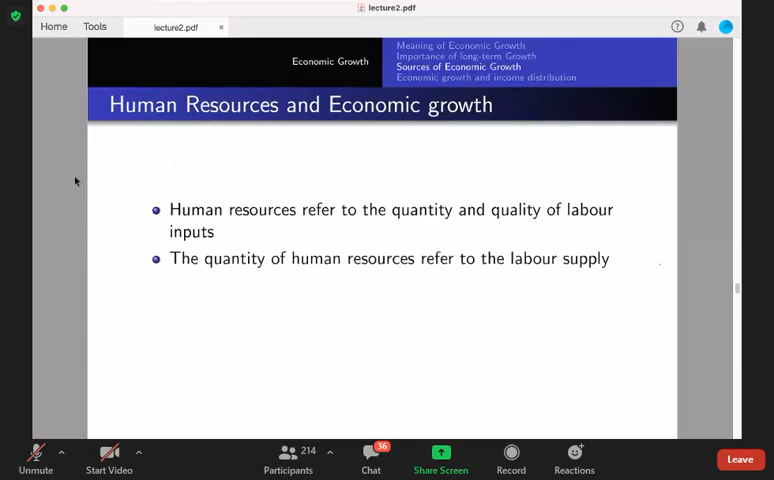 lecture2.pdf
Home
Tools
lecture2.pdf
×
?
Economic Growth
Meaning of Economic Growth
Importance of long-term Growth
Sources of Economic Growth
Economic growth and income distribution
Human Resources and Economic growth
Human resources refer to the quantity and quality of labour
inputs
The quantity of human resources refer to the labour supply
Unmute
Start Video
214
Participants
36
Chat
Share Screen
Record
Reactions
Leave